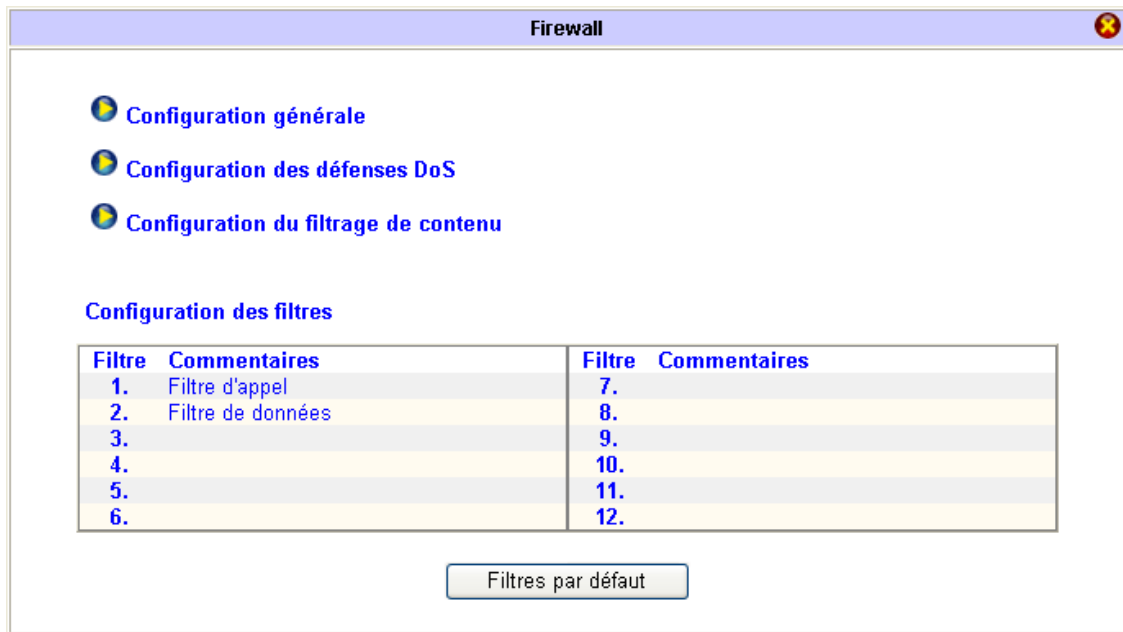 Firewall
Configuration générale
Configuration des défenses DoS
Configuration du filtrage de contenu
Configuration des filtres
Filtre Commentaires Filtre Commentaires
1. Filtre d'appel 7.
2. Filtre de données 8.
3. 9.
4. 10.
5. 11.
6. 12.
Filtres par défaut